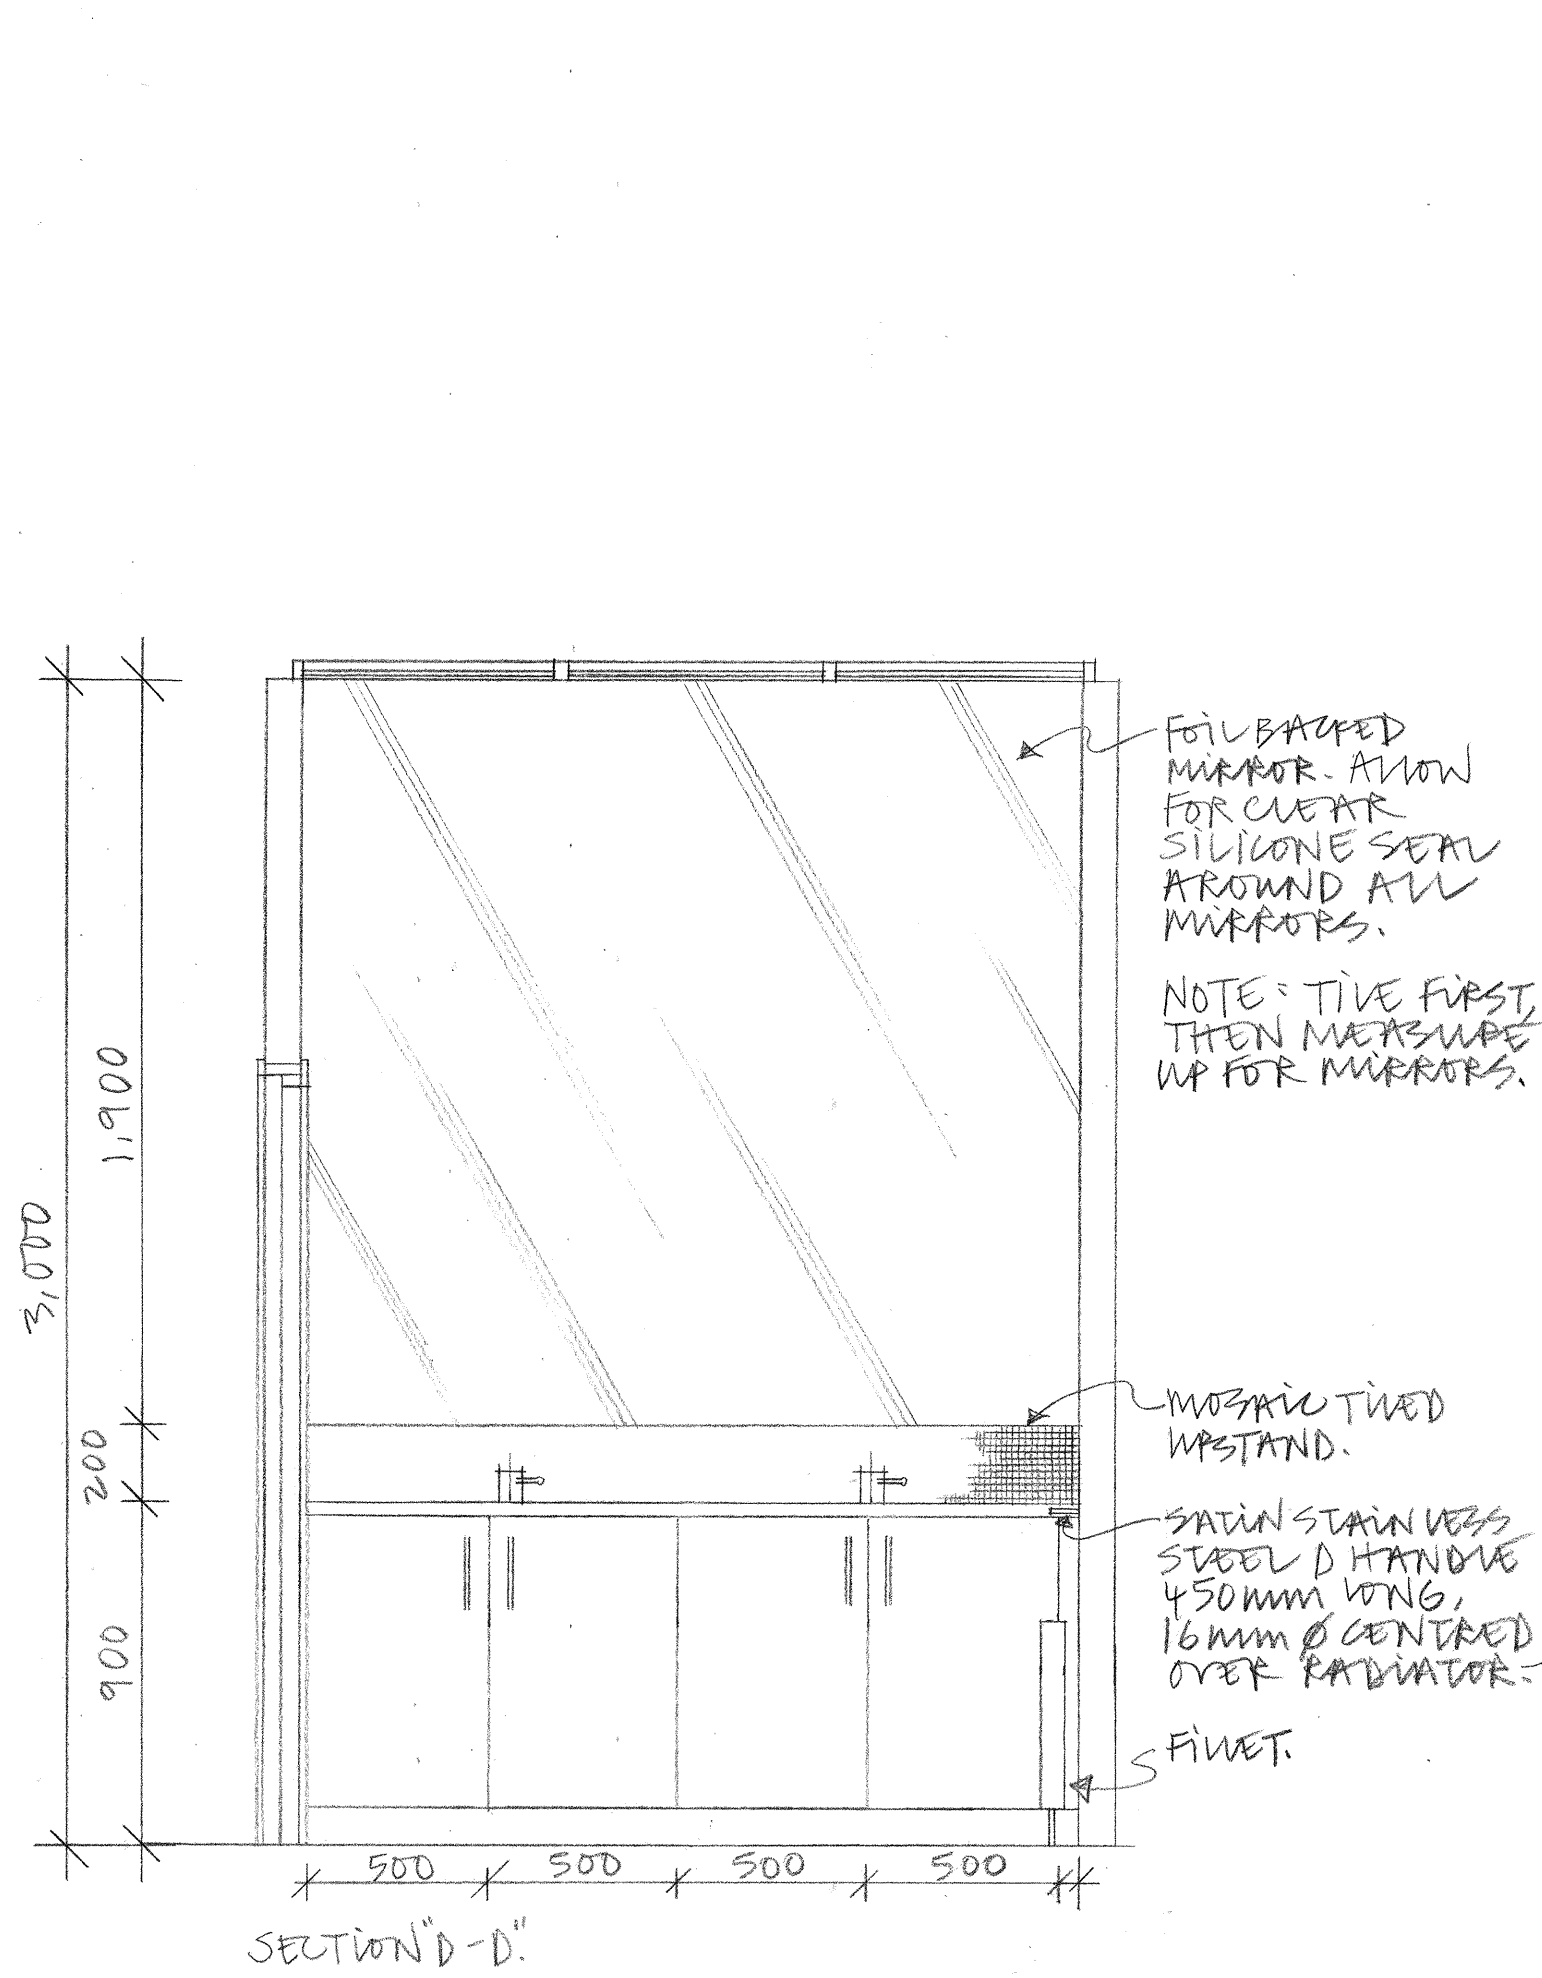 FOIL BACKED
MIRROR. ALLOW
FOR CLEAR
SILICONE SEAL
AROUND ALL
MIRRORS.
NOTE: TILE FIRST,
THEN MEASURE
UP FOR MIRRORS.
3,000
1,900
200
900
MOSAIC TILED
UPSTAND.
SATIN STAINLESS
STEEL D HANDLE
450mm LONG,
16mm Ø CENTRED
OVER RADIATOR.
FILLET.
500 500 500 500
SECTION "D-D".